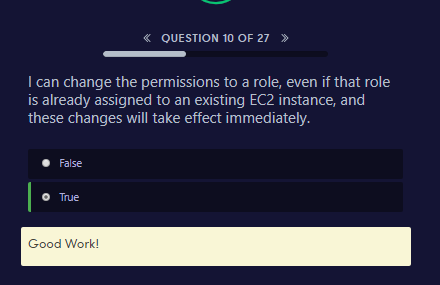 « QUESTION 10 OF 27 »
I can change the permissions to a role, even if that role
is already assigned to an existing EC2 instance, and
these changes will take effect immediately.
False
True
Good Work!